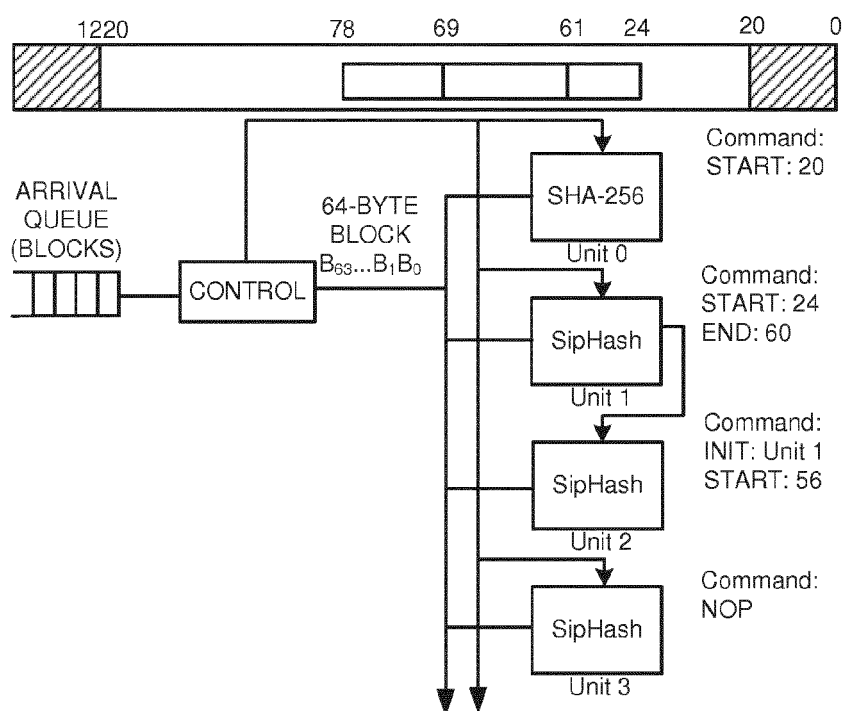 1220 78 69 61 24 20 0
Command:
START: 20
ARRIVAL
QUEUE
(BLOCKS)
CONTROL
64-BYTE
BLOCK
B63...B1B0
SHA-256
Unit 0
Command:
START: 24
END: 60
SipHash
Unit 1
Command:
INIT: Unit 1
START: 56
SipHash
Unit 2
Command:
NOP
SipHash
Unit 3